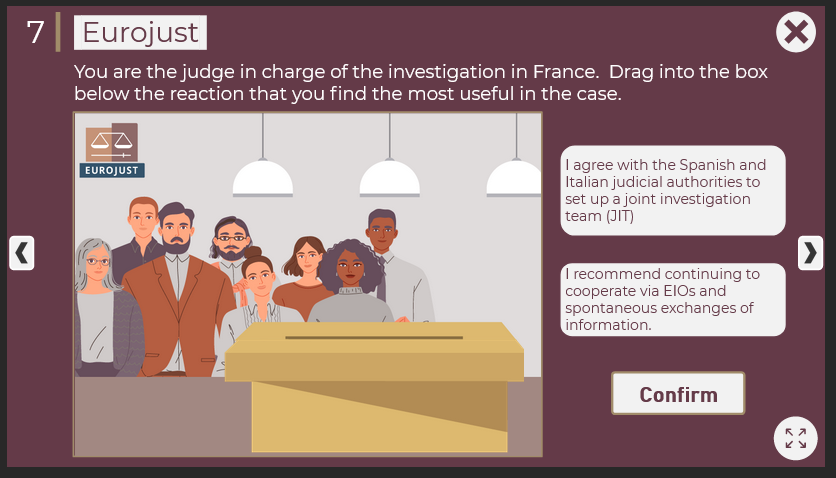 7
Eurojust
You are the judge in charge of the investigation in France. Drag into the box
below the reaction that you find the most useful in the case.
EUROJUST
I agree with the Spanish and
Italian judicial authorities to
set up a joint investigation
team (JIT)
I recommend continuing to
cooperate via EIOs and
spontaneous exchanges of
information.
Confirm